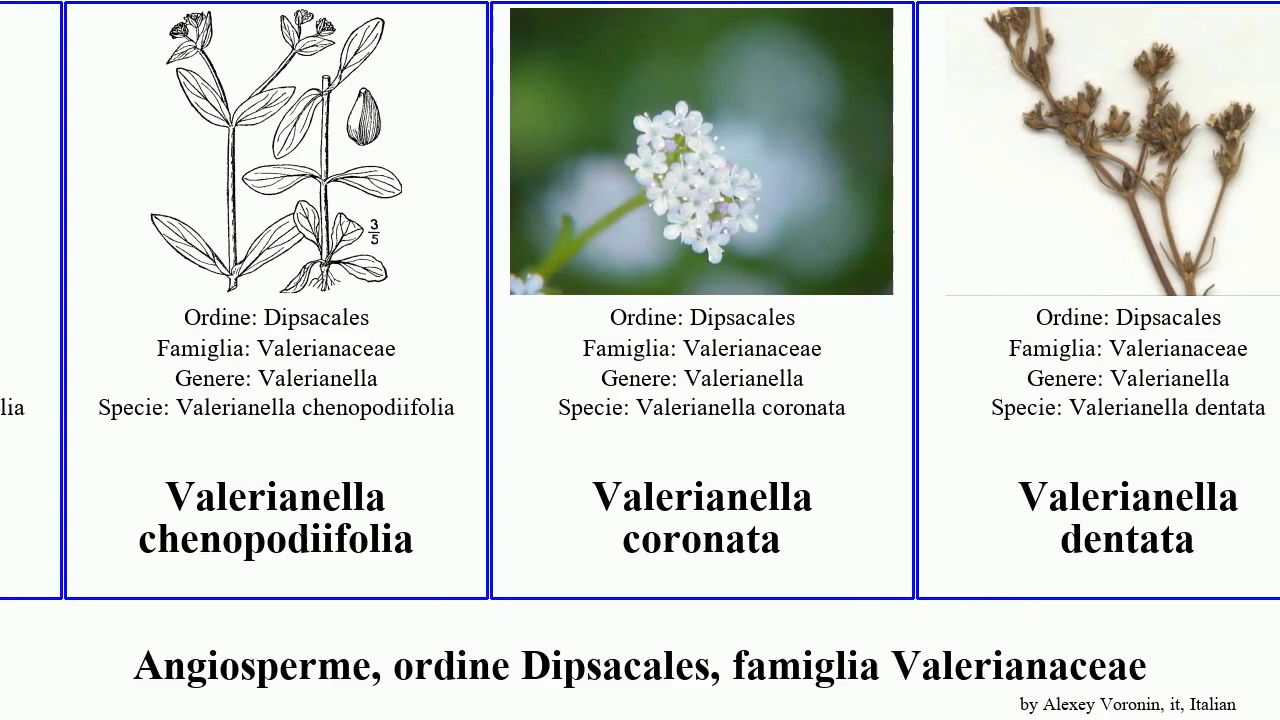 lia
3
5
Ordine: Dipsacales
Famiglia: Valerianaceae
Genere: Valerianella
Specie: Valerianella chenopodiifolia
Valerianella
chenopodiifolia
Ordine: Dipsacales
Famiglia: Valerianaceae
Genere: Valerianella
Specie: Valerianella coronata
Valerianella
coronata
Ordine: Dipsacales
Famiglia: Valerianaceae
Genere: Valerianella
Specie: Valerianella dentata
Valerianella
dentata
Angiosperme, ordine Dipsacales, famiglia Valerianaceae
by Alexey Voronin, it, Italian